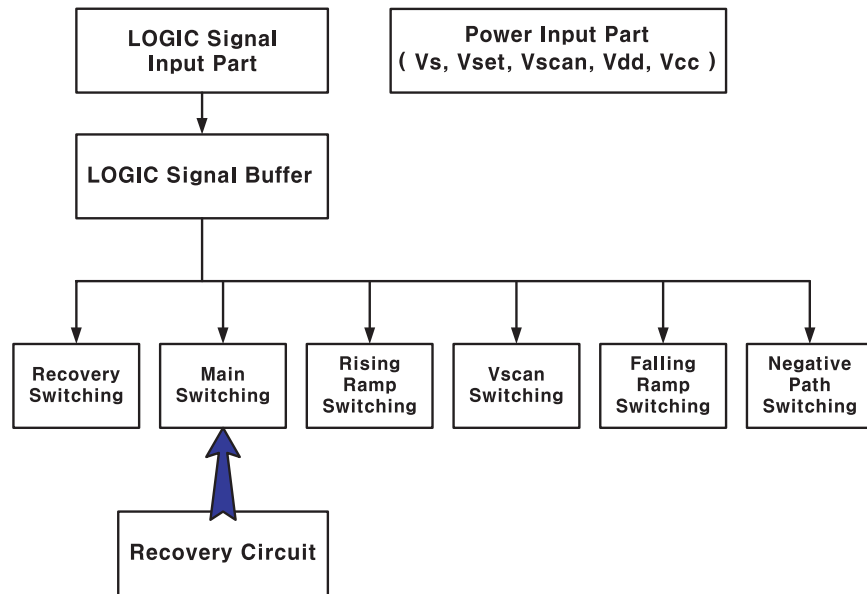 LOGIC Signal
Input Part
Power Input Part
( Vs, Vset, Vscan, Vdd, Vcc )
LOGIC Signal Buffer
Recovery
Switching
Main
Switching
Rising
Ramp
Switching
Vscan
Switching
Falling
Ramp
Switching
Negative
Path
Switching
Recovery Circuit